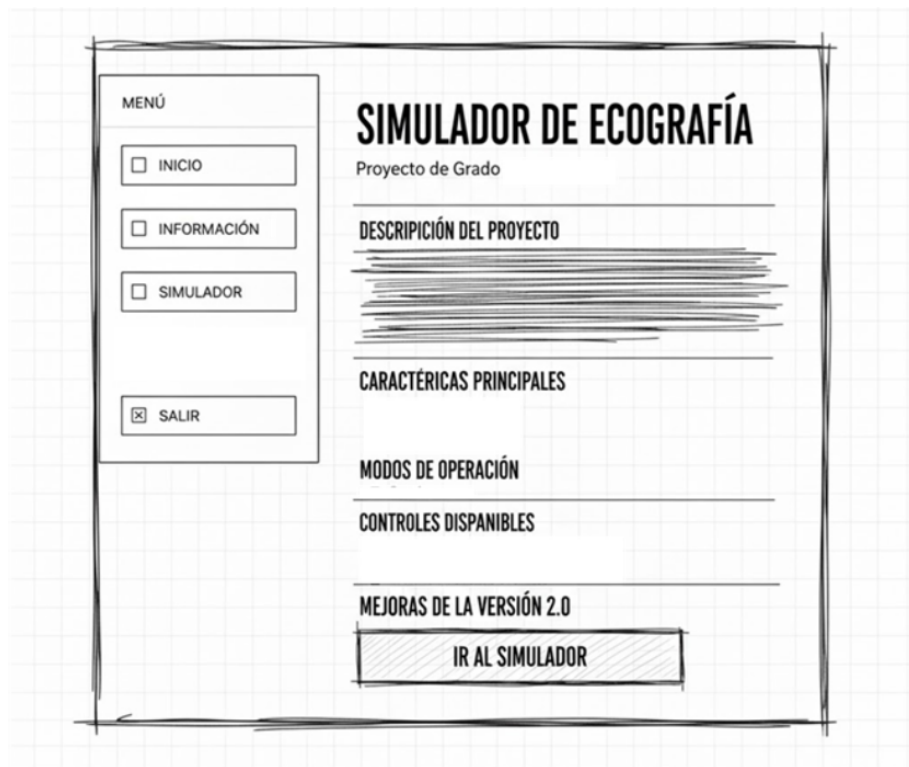 MENÚ
INICIO
INFORMACIÓN
SIMULADOR
SALIR
SIMULADOR DE ECOGRAFÍA
Proyecto de Grado
DESCRIPICIÓN DEL PROYECTO
CARACTÉRICAS PRINCIPALES
MODOS DE OPERACIÓN
CONTROLES DISPANIBLES
MEJORAS DE LA VERSIÓN 2.0
IR AL SIMULADOR